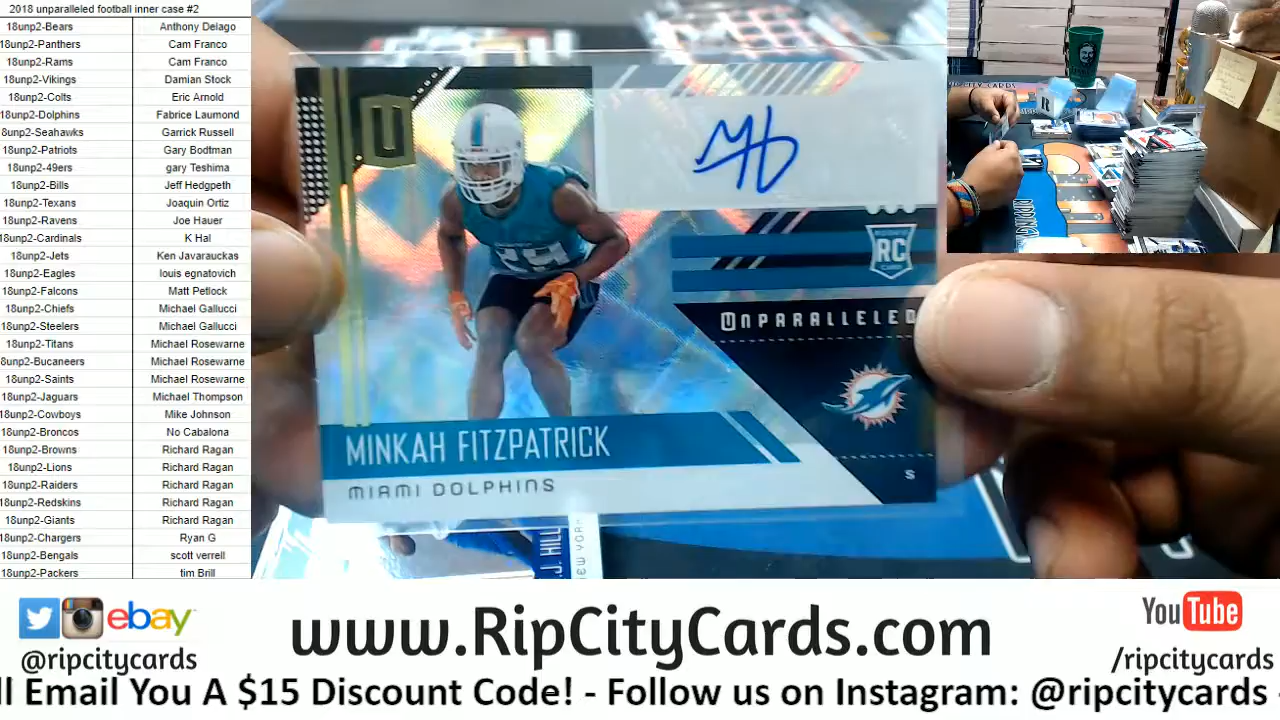 2018 unparalleled football inner case #2
18unp2-Bears Anthony Delago
18unp2-Panthers Cam Franco
18unp2-Rams Cam Franco
18unp2-Vikings Damian Stock
18unp2-Colts Eric Arnold
18unp2-Dolphins Fabrice Laumond
18unp2-Seahawks Garrick Russell
18unp2-Patriots Gary Bodtman
18unp2-49ers gary Teshima
18unp2-Bills Jeff Hedgpeth
18unp2-Texans Joaquin Ortiz
18unp2-Ravens Joe Hauer
18unp2-Cardinals K Hal
18unp2-Jets Ken Javarauckas
18unp2-Eagles louis egnatovich
18unp2-Falcons Matt Petlock
18unp2-Chiefs Michael Gallucci
18unp2-Steelers Michael Gallucci
18unp2-Titans Michael Rosewarne
18unp2-Bucaneers Michael Rosewarne
18unp2-Saints Michael Rosewarne
18unp2-Jaguars Michael Thompson
18unp2-Cowboys Mike Johnson
18unp2-Broncos No Cabalona
18unp2-Browns Richard Ragan
18unp2-Lions Richard Ragan
18unp2-Raiders Richard Ragan
18unp2-Redskins Richard Ragan
18unp2-Giants Richard Ragan
18unp2-Chargers Ryan G
18unp2-Bengals scott verrell
18unp2-Packers tim Brill
U
29
RC
UNPARALLELED
MINKAH FITZPATRICK
MIAMI DOLPHINS
S
.J. HILL
NEW YORK
ebay
@ripcitycards
www.RipCityCards.com
YouTube
/ripcitycards
ll Email You A $15 Discount Code! - Follow us on Instagram: @ripcitycards -